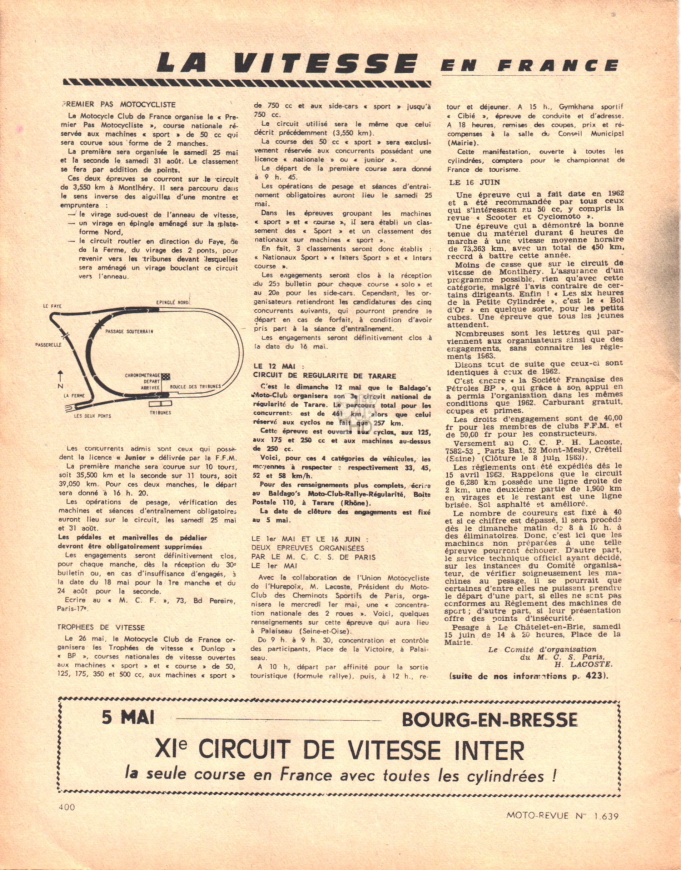 LA VITESSE EN FRANCE
PREMIER PAS MOTOCYCLISTE
La Motocycle Club de France organise le « Pre-
mier Pas Motocycliste », course nationale ré-
servée aux machines « sport » de 50 cc qui
sera courue sous forme de 2 manches.
La première sera organisée le samedi 25 mai
et la seconde le samedi 31 août. Le classement
se fera par addition de points.
Ces deux épreuves se courront sur le circuit
de 3,550 km à Montlhéry. Il sera parcouru dans
le sens inverse des aiguilles d'une montre et
empruntera :
— le virage sud-ouest de l'anneau de vitesse,
— un virage en épingle aménagé sur la plate-
forme Nord,
— le circuit routier en direction du Faye, de
la Ferme, du virage des 2 ponts, pour
revenir vers les tribunes devant lesquelles
sera aménagé un virage bouclant ce circuit
vers l'anneau.
LE FAYE
EPINGLE NORD
PASSAGE SOUTERRAIN
PASSERELLE
N
CHRONOMETRAGE
DEPART
ARRIVEE
BOUCLE DES TRIBUNES
LA FERME
LES DEUX PONTS
TRIBUNES
Les concurrents admis sont ceux qui possè-
dent la licence « Junior » délivrée par la F.F.M.
La première manche sera courue sur 10 tours,
soit 35,500 km et la seconde sur 11 tours, soit
39,050 km. Pour ces deux manches, le départ
sera donné à 16 h. 20.
Les opérations de pesage, vérification des
machines et séances d'entraînement obligatoires
auront lieu sur le circuit, les samedi 25 mai
et 31 août.
Les pédales et manivelles de pédalier
devront être obligatoirement supprimées
Les engagements seront définitivement clos,
pour chaque manche, dès la réception du 30e
bulletin ou, en cas d'insuffisance d'engagés, à
la date du 18 mai pour la 1re manche et du
24 août pour la seconde.
Ecrire au « M. C. F. », 73, Bd Pereire,
Paris-17e.
TROPHEES DE VITESSE
Le 26 mai, le Motocycle Club de France or-
ganisera les Trophées de vitesse « Dunlop »
« BP », courses nationales de vitesse ouvertes
aux machines « sport » et « course » de 50,
125, 175, 350 et 500 cc, aux machines « sport »
de 750 cc et aux side-cars « sport » jusqu'à
750 cc.
Le circuit utilisé sera le même que celui
décrit précédemment (3,550 km).
La course des 50 cc « sport » sera exclusi-
vement réservée aux concurrents possédant une
licence « nationale » ou « junior ».
Le départ de la première course sera donné
à 9 h. 45.
Les opérations de pesage et séances d'entraî-
nement obligatoires auront lieu le samedi 25
mai.
Dans les épreuves groupant les machines
« sport » et « course », il sera établi un clas-
sement des « Sport » et un classement des
nationaux sur machines « sport ».
En fait, 3 classements seront donc établis :
« Nationaux Sport » « Inters Sport » et « Inters
course ».
Les engagements seront clos à la réception
du 25e bulletin pour chaque course « solo » et
au 20e pour les side-cars. Cependant, les or-
ganisateurs retiendront les candidatures des cinq
concurrents suivants, qui pourront prendre le
départ en cas de forfait, à condition d'avoir
pris part à la séance d'entraînement.
Les engagements seront définitivement clos à
la date du 16 mai.
LE 12 MAI :
CIRCUIT DE REGULARITE DE TARARE
C'est le dimanche 12 mai que le Baldago's
Moto-Club organisera son circuit national de
régularité de Tarare. Le parcours total pour les
concurrents est de km alors que celui
réservé aux cyclos ne fait que 257 km.
Cette épreuve est ouverte aux cyclos, aux 125,
aux 175 et 250 cc et aux machines au-dessus
de 250 cc.
Voici, pour ces 4 catégories de véhicules, les
moyennes à respecter : respectivement 33, 45,
52 et 58 km/h.
Pour des renseignements plus complets, écrire
au Baldago's Moto-Club-Rallye-Régularité, Boîte
Postale 110, à Tarare (Rhône).
La date de clôture des engagements est fixé
au 5 mai.
LE 1er MAI ET LE 16 JUIN :
DEUX EPREUVES ORGANISEES
PAR LE M. C. C. S. DE PARIS
LE 1er MAI
Avec la collaboration de l'Union Motocycliste
de l'Hurepoix, M. Lacoste, Président du Moto-
Club des Cheminots Sportifs de Paris, orga-
nisera le mercredi 1er mai, une « concentra-
tion nationale des 2 roues ». Voici, quelques
renseignements sur cette épreuve qui aura lieu
à Palaiseau (Seine-et-Oise).
De 9 h. à 9 h. 30, concentration et contrôle
des participants, Place de la Victoire, à Palai-
seau.
A 10 h, départ par affinité pour la sortie
touristique (formule rallye), puis, à 12 h., re-
tour et déjeuner. A 15 h., Gymkhana sportif
« Cibié », épreuve de conduite et d'adresse.
A 18 heures, remises des coupes, prix et ré-
compenses à la salle du Conseil Municipal
(Mairie).
Cette manifestation, ouverte à toutes les
cylindrées, comptera pour le championnat de
France de tourisme.
LE 16 JUIN
Une épreuve qui a fait date en 1962
et a été recommandée par tous ceux
qui s'intéressent au 50 cc, y compris la
revue « Scooter et Cyclomoto ».
Une épreuve qui a démontré la bonne
tenue du matériel durant 6 heures de
marche à une vitesse moyenne horaire
de 73,363 km, avec un total de 450 km,
record à battre cette année.
Moins de casse que sur le circuit de
vitesse de Montlhéry. L'assurance d'un
programme possible, rien qu'avec cette
catégorie, malgré l'avis contraire de cer-
tains dirigeants. Enfin ! « Les six heures
de la Petite Cylindrée », c'est le « Bol
d'Or » en quelque sorte, pour les petits
cubes. Une épreuve que tous les jeunes
attendent.
Nombreuses sont les lettres qui par-
viennent aux organisateurs ainsi que des
engagements, sans connaître les règle-
ments 1963.
Disons tout de suite que ceux-ci sont
identiques à ceux de 1962.
C'est encore « la Société Française des
Pétroles BP », qui grâce à son appui en
a permis l'organisation dans les mêmes
conditions que 1962. Carburant gratuit,
coupes et primes.
Les droits d'engagement sont de 40,00
fr pour les membres de clubs F.F.M. et
de 50,00 fr pour les constructeurs.
Versement au C. C. P. H. Lacoste,
7582-53 , Paris Bat, 52 Mont-Mesly, Créteil
(Seine) (Clôture le 8 juin 1963).
Les règlements ont été expédiés dès le
15 avril 1963. Rappelons que le circuit
de 6,280 km possède une ligne droite de
2 km, une deuxième partie de 1,900 km
en virages et le restant est une ligne
brisée. Sol asphalté et amélioré.
Le nombre de coureurs est fixé à 40
et si ce chiffre est dépassé, il sera procédé
dès le dimanche matin de 8 à 10 h. à
des éliminatoires. Donc, c'est ici que les
machines non préparées à une telle
épreuve pourront échouer. D'autre part,
le service technique officiel ayant décidé,
sur les instances du Comité organisa-
teur, de vérifier soigneusement les ma-
chines au pesage, il se pourrait que
certaines d'entre elles ne puissent prendre
le départ d'une part, si elles ne sont pas
conformes au Règlement des machines de
sport ; d'autre part, si leur présentation
offre des points d'insécurité.
Pesage à Le Châtelet-en-Brie, samedi
15 juin de 14 à 20 heures, Place de la
Mairie.
Le Comité d'organisation
du M. C. S. Paris,
H. LACOSTE.
(suite de nos informations p. 423).
5 MAI BOURG-EN-BRESSE
XIe CIRCUIT DE VITESSE INTER
la seule course en France avec toutes les cylindrées !
400
MOTO-REVUE N° 1.639